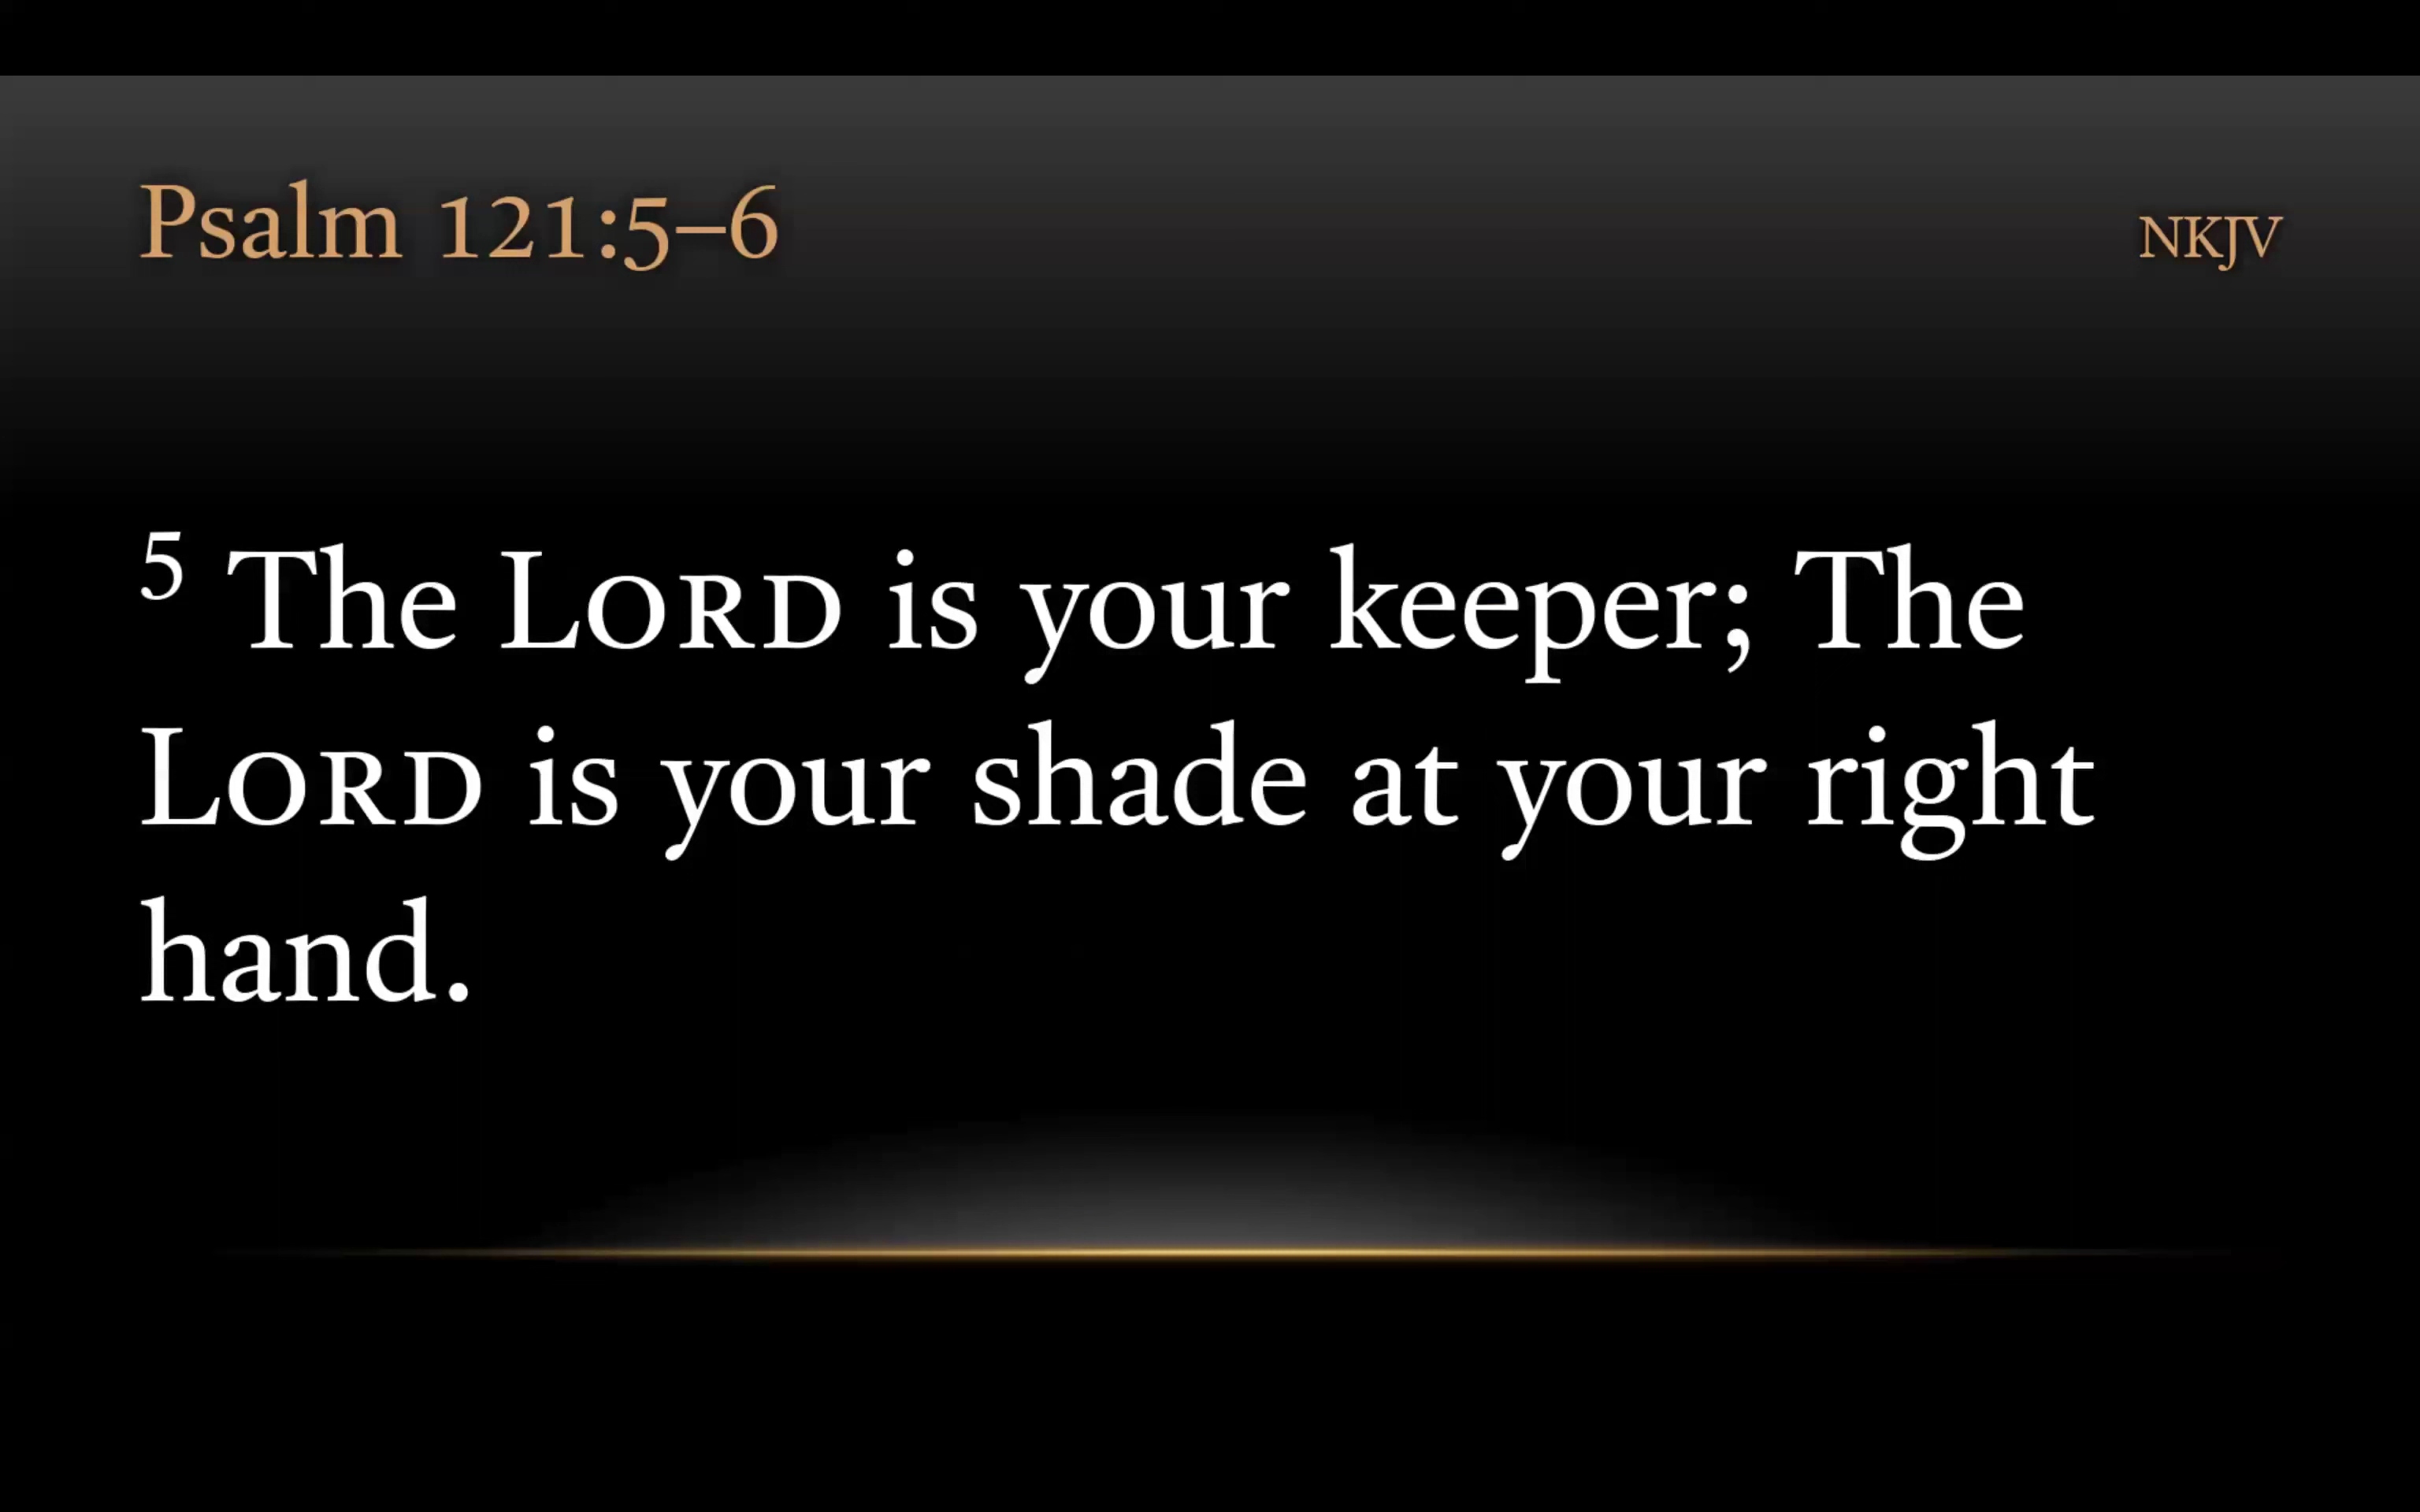 Psalm 121:5–6
NKJV
5 The LORD is your keeper; The
LORD is your shade at your right
hand.